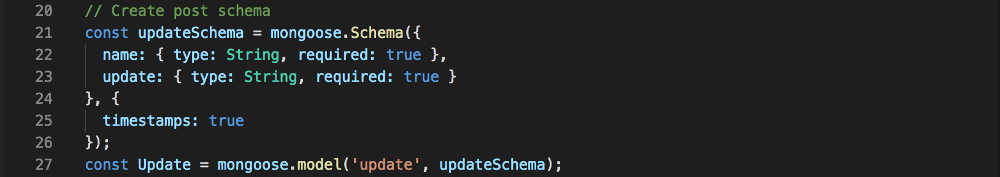 20 // Create post schema
21 const updateSchema = mongoose.Schema({
22 name: { type: String, required: true },
23 update: { type: String, required: true }
24 }, {
25 timestamps: true
26 });
27 const Update = mongoose.model('update', updateSchema);